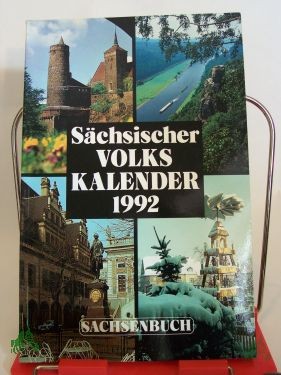 Sächsischer
VOLKS
KALENDER
1992
SACHSENBUCH